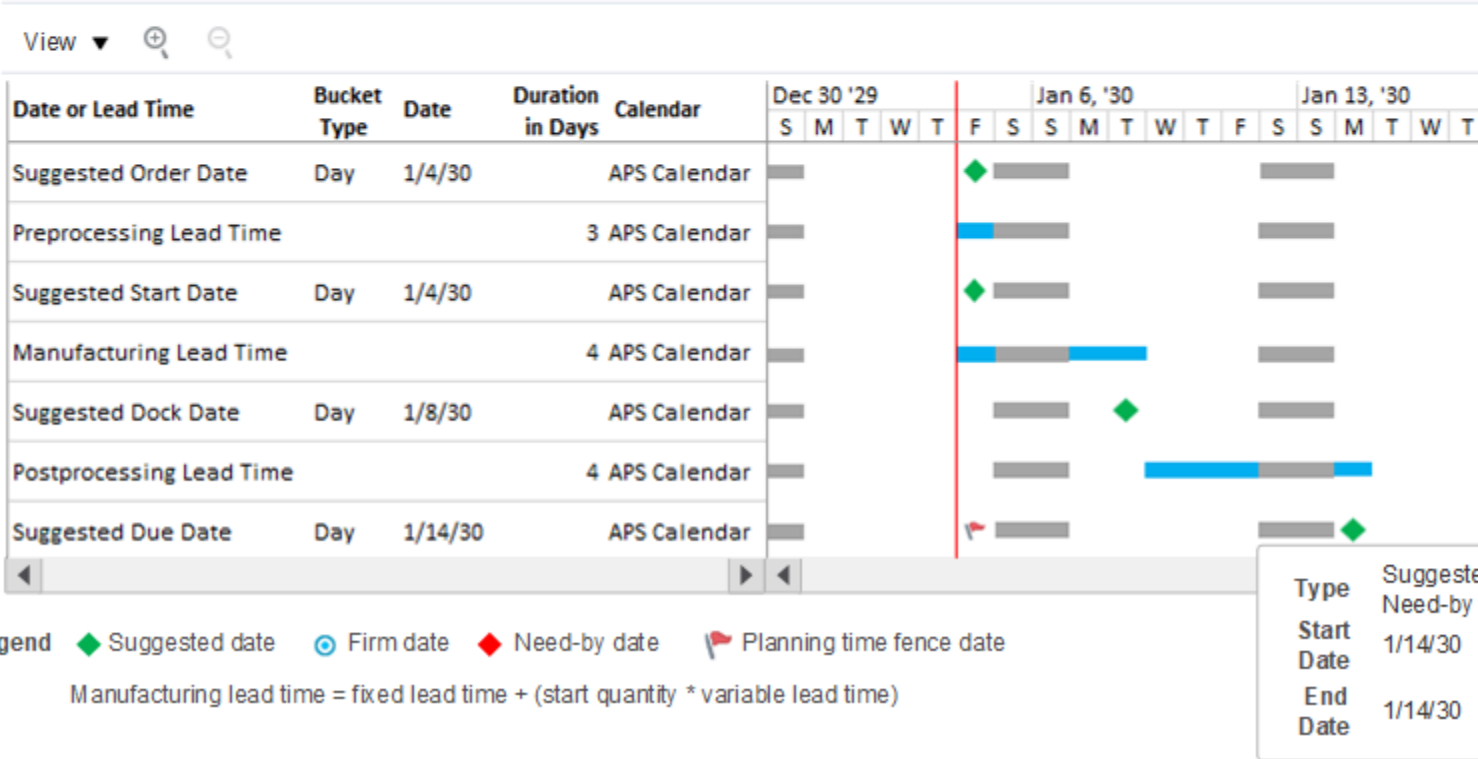 View
Date or Lead Time Bucket Type Date Duration in Days Calendar Dec 30 '29 Jan 6, '30 Jan 13, '30
S M T W T F S S M T W T F S S M T W T
Suggested Order Date Day 1/4/30 APS Calendar
Preprocessing Lead Time 3 APS Calendar
Suggested Start Date Day 1/4/30 APS Calendar
Manufacturing Lead Time 4 APS Calendar
Suggested Dock Date Day 1/8/30 APS Calendar
Postprocessing Lead Time 4 APS Calendar
Suggested Due Date Day 1/14/30 APS Calendar
gend Suggested date Firm date Need-by date Planning time fence date
Manufacturing lead time = fixed lead time + (start quantity * variable lead time)
Type Suggeste
Need-by
Start Date 1/14/30
End Date 1/14/30